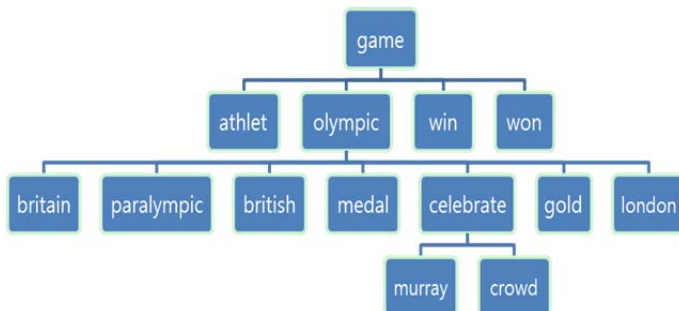 game
athlet olympic win won
britain paralympic british medal celebrate gold london
murray crowd